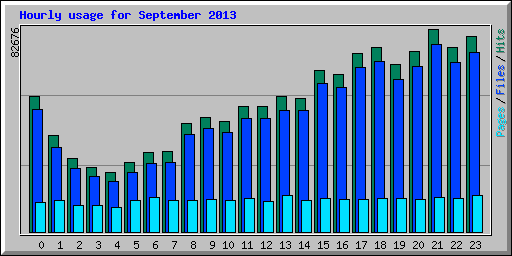 Hourly usage for September 2013
82676
Pages/Files/Hits
0 1 2 3 4 5 6 7 8 9 10 11 12 13 14 15 16 17 18 19 20 21 22 23